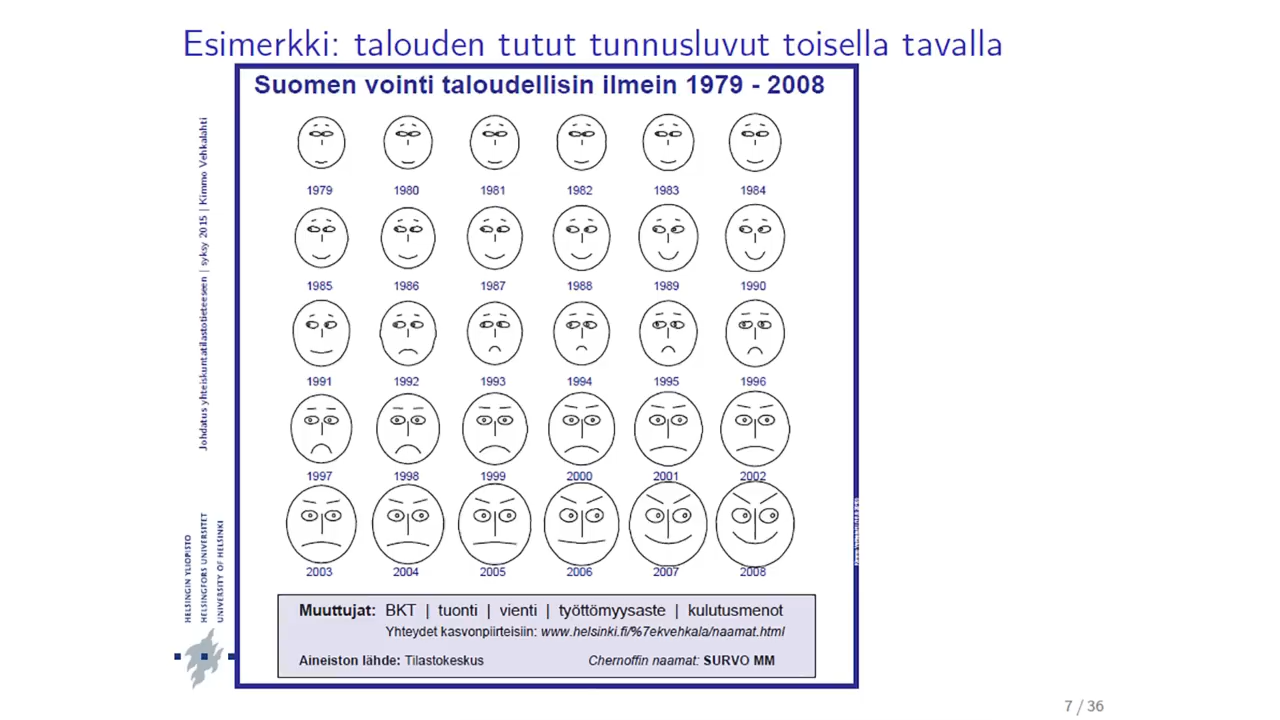 Esimerkki: talouden tutut tunnusluvut toisella tavalla
Suomen vointi taloudellisin ilmein 1979 - 2008
1979 1980 1981 1982 1983 1984
1985 1986 1987 1988 1989 1990
1991 1992 1993 1994 1995 1996
1997 1998 1999 2000 2001 2002
2003 2004 2005 2006 2007 2008
Muuttujat: BKT | tuonti | vienti | työttömyysaste | kulutusmenot
Yhteydet kasvonpiirteisiin: www.helsinki.fi/%7ekvehkala/naamat.html
Aineiston lähde: Tilastokeskus Chernoffin naamat: SURVO MM
Johdatus yhteiskuntatilastotieteeseen | syksy 2015 | Kimmo Vehkalahti
HELSINGIN YLIOPISTO
HELSINGFORS UNIVERSITET
UNIVERSITY OF HELSINKI
7 / 36